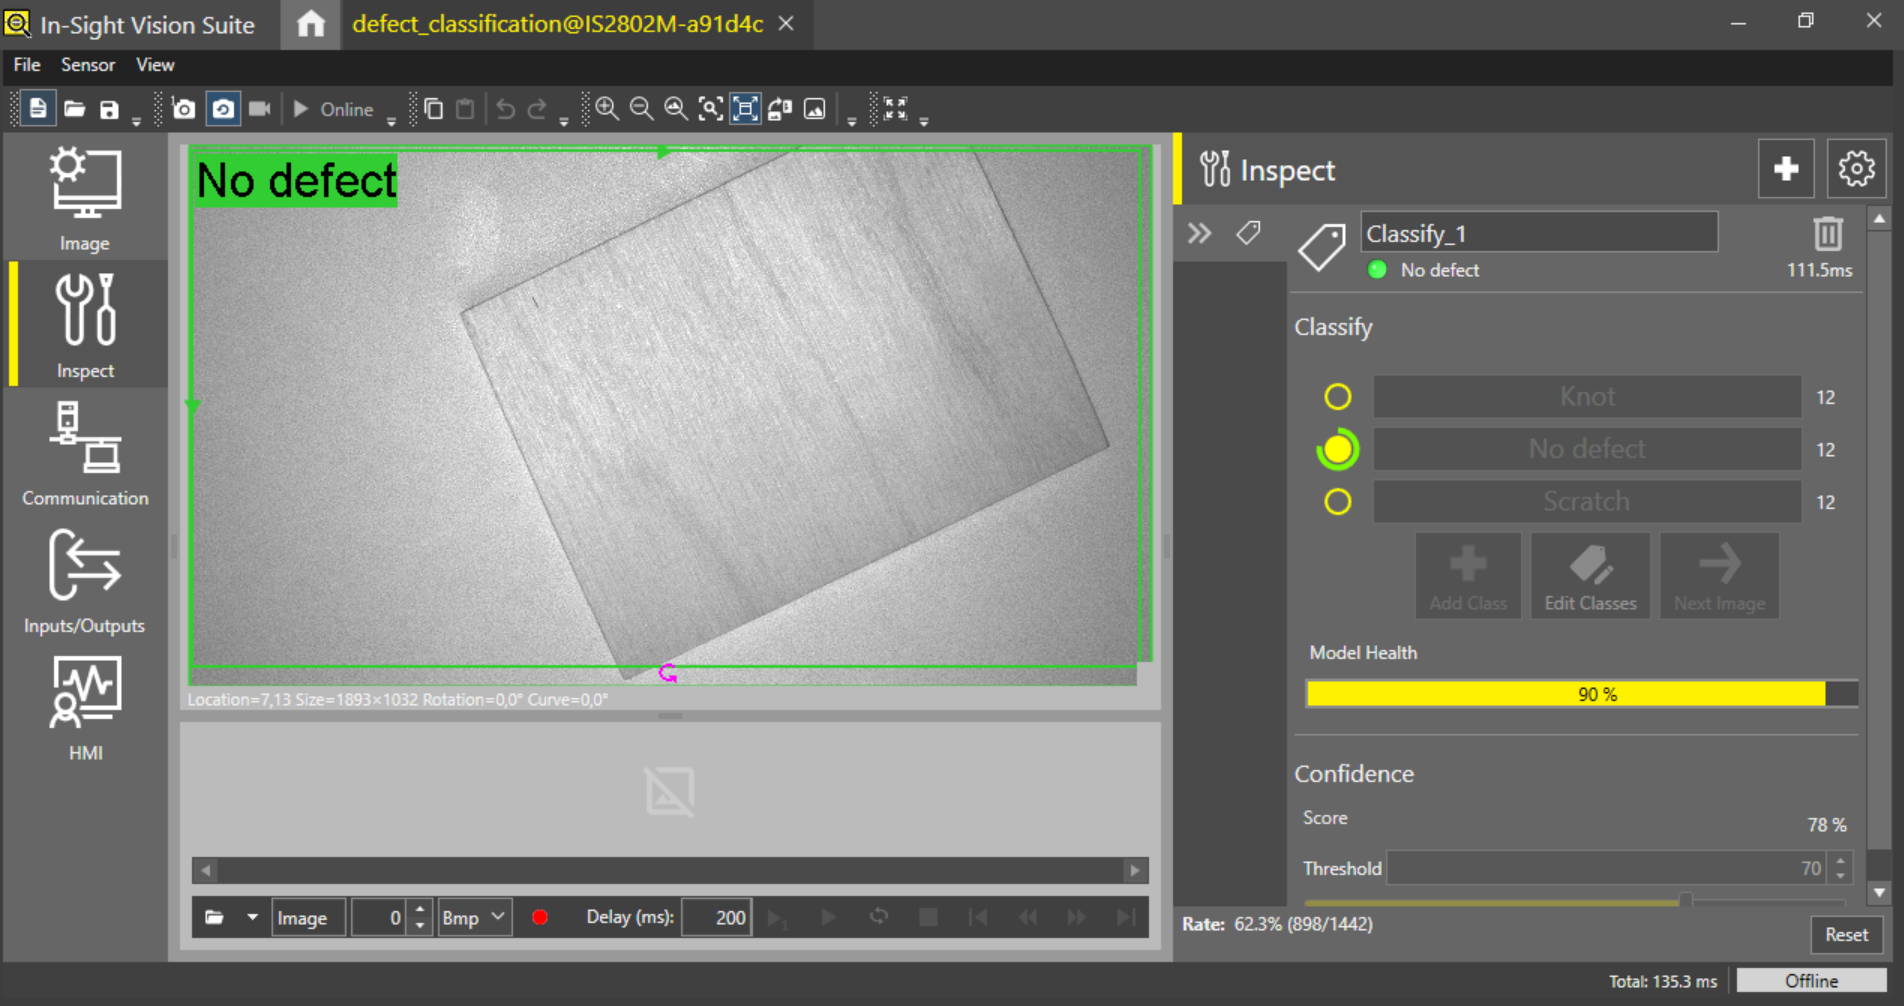 In-Sight Vision Suite
defect_classification@IS2802M-a91d4c
File Sensor View
Online
Image
Inspect
Communication
Inputs/Outputs
HMI
No defect
Location=7,13 Size=1893×1032 Rotation=0,0° Curve=0,0°
Image 0 Bmp Delay (ms): 200
Inspect
Classify_1
No defect 111.5ms
Classify
Knot 12
No defect 12
Scratch 12
Add Class Edit Classes Next Image
Model Health
90 %
Confidence
Score 78 %
Threshold 70
Rate: 62.3% (898/1442)
Reset
Total: 135.3 ms Offline